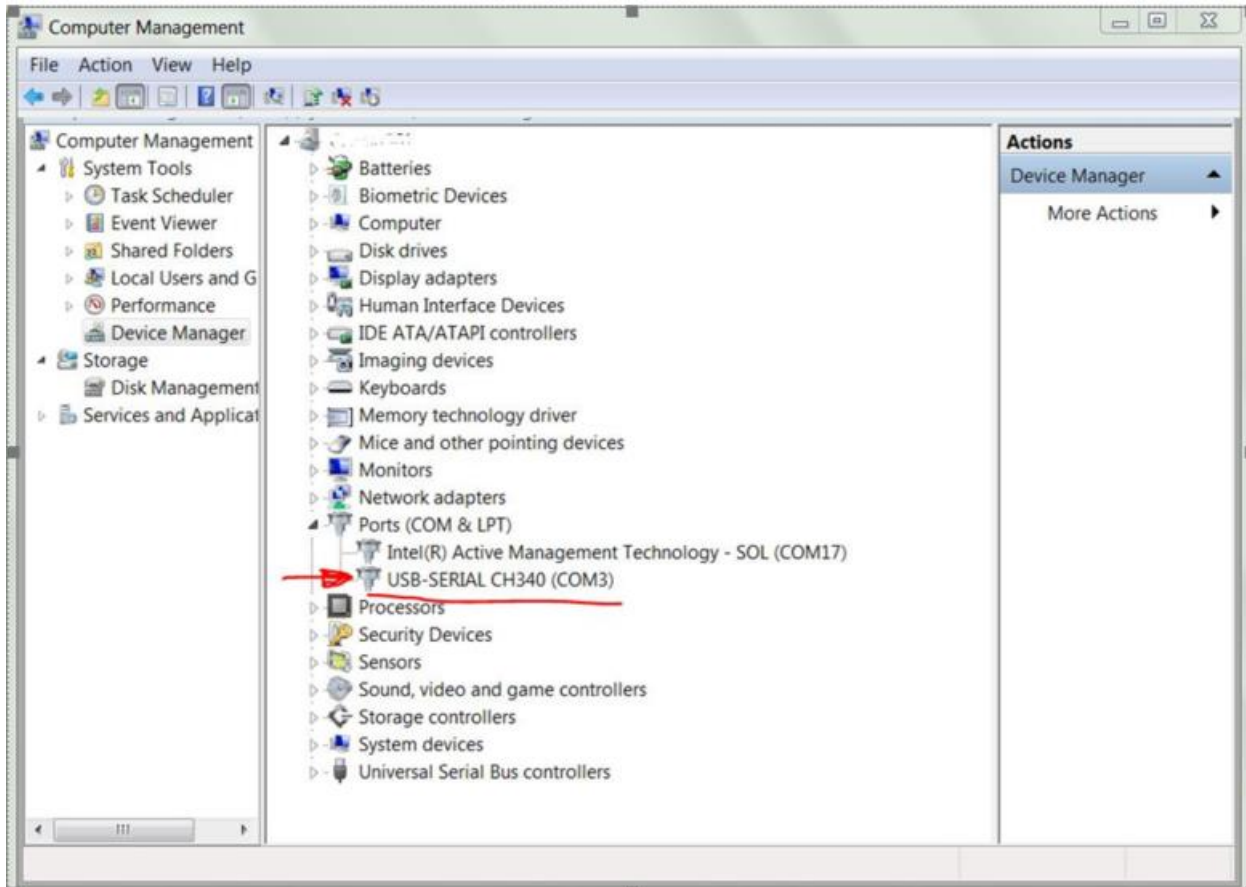 Computer Management
File Action View Help
Computer Management
System Tools
Task Scheduler
Event Viewer
Shared Folders
Local Users and G
Performance
Device Manager
Storage
Disk Management
Services and Applicat
Batteries
Biometric Devices
Computer
Disk drives
Display adapters
Human Interface Devices
IDE ATA/ATAPI controllers
Imaging devices
Keyboards
Memory technology driver
Mice and other pointing devices
Monitors
Network adapters
Ports (COM & LPT)
Intel(R) Active Management Technology - SOL (COM17)
USB-SERIAL CH340 (COM3)
Processors
Security Devices
Sensors
Sound, video and game controllers
Storage controllers
System devices
Universal Serial Bus controllers
Actions
Device Manager
More Actions